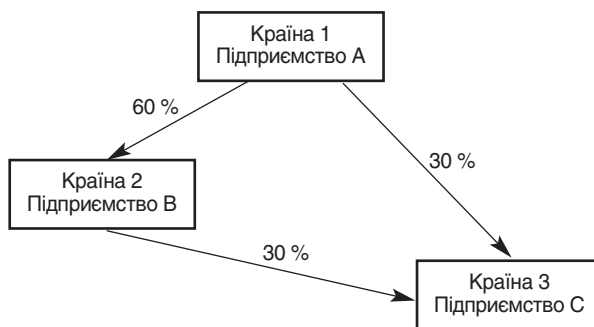 Країна 1
Підприємство А
60 %
30 %
Країна 2
Підприємство В
30 %
Країна 3
Підприємство С